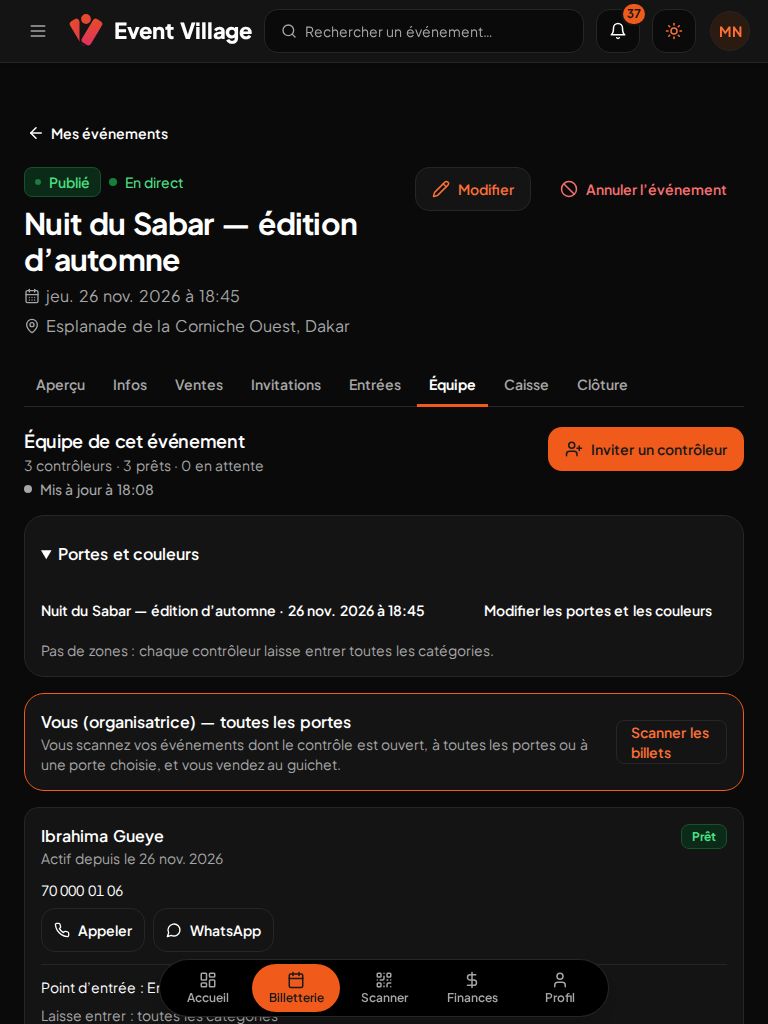 Event Village
Rechercher un événement...
37
MN
Mes événements
Publié
En direct
Modifier
Annuler l'événement
Nuit du Sabar — édition
d'automne
jeu. 26 nov. 2026 à 18:45
Esplanade de la Corniche Ouest, Dakar
Aperçu
Infos
Ventes
Invitations
Entrées
Équipe
Caisse
Clôture
Équipe de cet événement
3 contrôleurs · 3 prêts · 0 en attente
Mis à jour à 18:08
Inviter un contrôleur
Portes et couleurs
Nuit du Sabar — édition d'automne · 26 nov. 2026 à 18:45
Modifier les portes et les couleurs
Pas de zones : chaque contrôleur laisse entrer toutes les catégories.
Vous (organisatrice) — toutes les portes
Vous scannez vos événements dont le contrôle est ouvert, à toutes les portes ou à
une porte choisie, et vous vendez au guichet.
Scanner les
billets
Ibrahima Gueye
Actif depuis le 26 nov. 2026
Prêt
70 000 01 06
Appeler
WhatsApp
Point d'entrée :
Laisse entrer : toutes les catégories
Accueil
Billetterie
Scanner
Finances
Profil